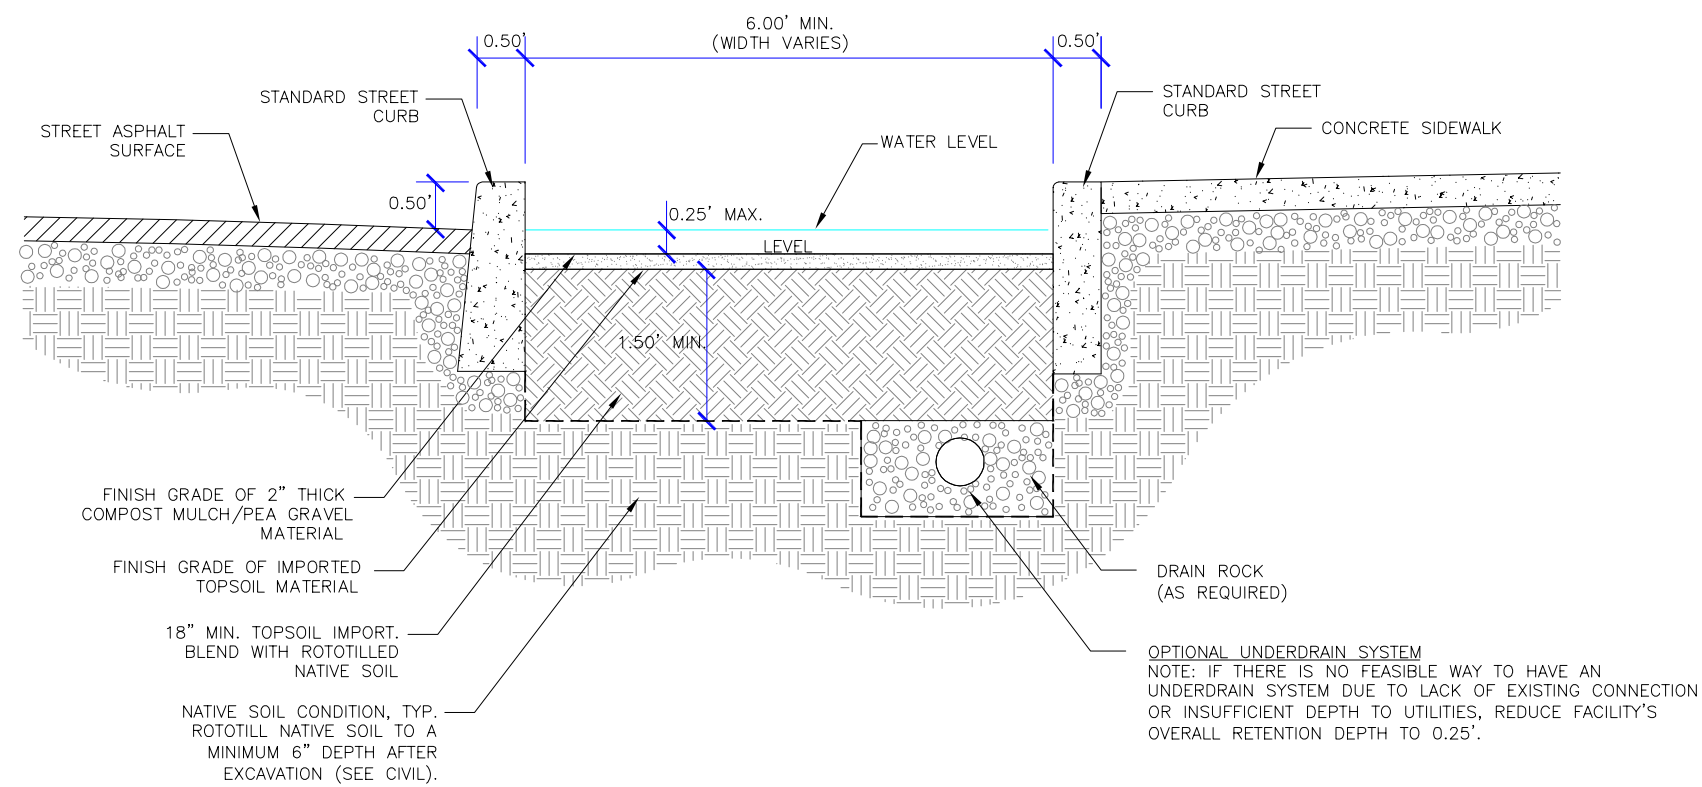 6.00' MIN.
(WIDTH VARIES)
0.50'
0.50'
STANDARD STREET
CURB
STREET ASPHALT
SURFACE
STANDARD STREET
CURB
CONCRETE SIDEWALK
WATER LEVEL
0.50'
0.25' MAX.
LEVEL
1.50' MIN.
FINISH GRADE OF 2" THICK
COMPOST MULCH/PEA GRAVEL
MATERIAL
FINISH GRADE OF IMPORTED
TOPSOIL MATERIAL
18" MIN. TOPSOIL IMPORT.
BLEND WITH ROTOTILLED
NATIVE SOIL
NATIVE SOIL CONDITION, TYP.
ROTOTILL NATIVE SOIL TO A
MINIMUM 6" DEPTH AFTER
EXCAVATION (SEE CIVIL).
DRAIN ROCK
(AS REQUIRED)
OPTIONAL UNDERDRAIN SYSTEM
NOTE: IF THERE IS NO FEASIBLE WAY TO HAVE AN
UNDERDRAIN SYSTEM DUE TO LACK OF EXISTING CONNECTION
OR INSUFFICIENT DEPTH TO UTILITIES, REDUCE FACILITY'S
OVERALL RETENTION DEPTH TO 0.25'.